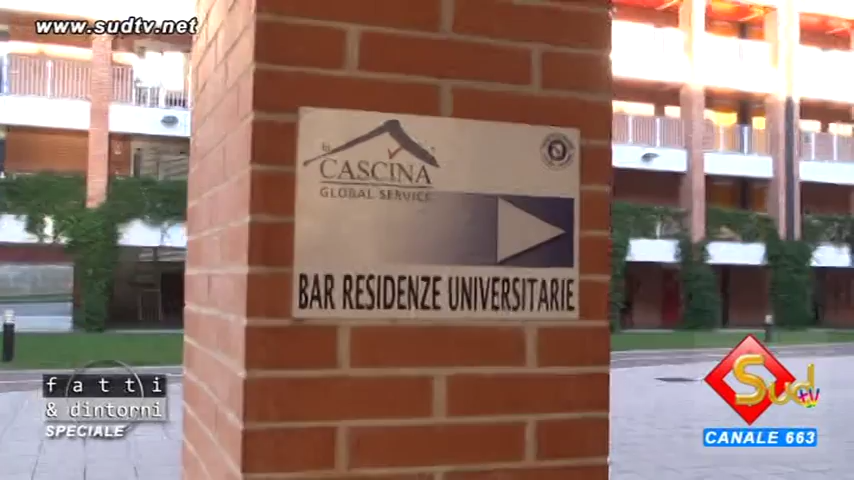 www.sudtv.net
la
CASCINA
GLOBAL SERVICE
BAR RESIDENZE UNIVERSITARIE
fatti
& dintorni
SPECIALE
Sud
tv
CANALE 663